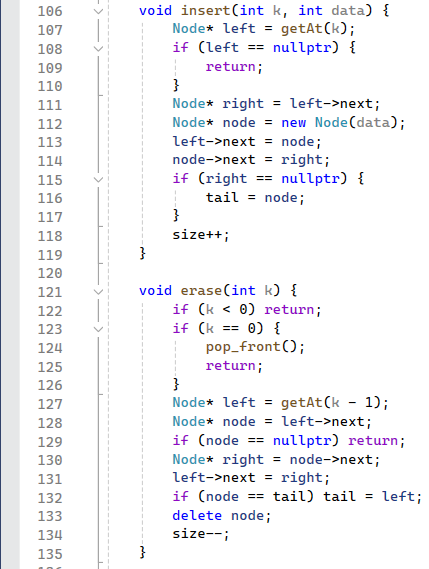 106 void insert(int k, int data) {
107 Node* left = getAt(k);
108 if (left == nullptr) {
109 return;
110 }
111 Node* right = left->next;
112 Node* node = new Node(data);
113 left->next = node;
114 node->next = right;
115 if (right == nullptr) {
116 tail = node;
117 }
118 size++;
119 }
120
121 void erase(int k) {
122 if (k < 0) return;
123 if (k == 0) {
124 pop_front();
125 return;
126 }
127 Node* left = getAt(k - 1);
128 Node* node = left->next;
129 if (node == nullptr) return;
130 Node* right = node->next;
131 left->next = right;
132 if (node == tail) tail = left;
133 delete node;
134 size--;
135 }